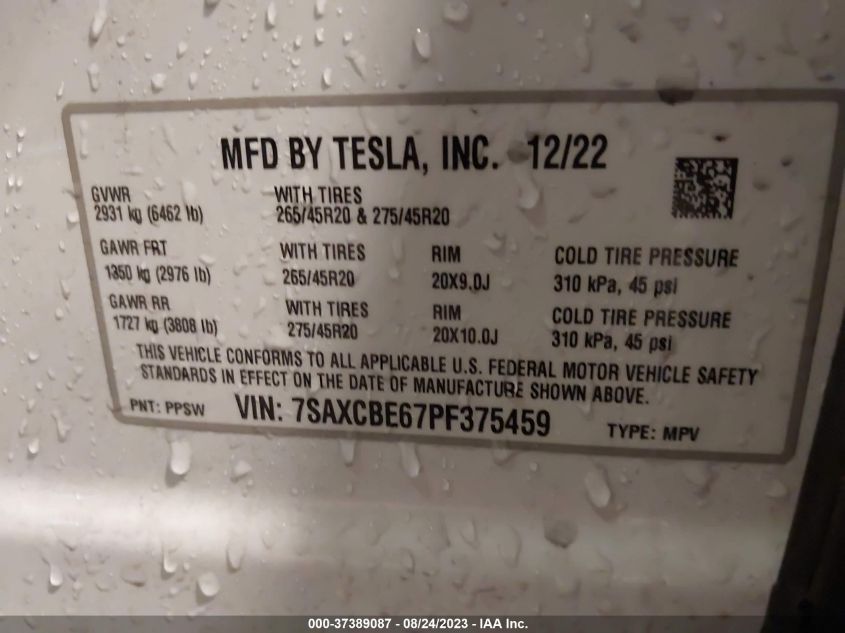 MFD BY TESLA, INC. 12/22
GVWR WITH TIRES
2931 kg (6462 lb) 265/45R20 & 275/45R20
GAWR FRT WITH TIRES RIM COLD TIRE PRESSURE
1350 kg (2976 lb) 265/45R20 20X9.0J 310 kPa, 45 psi
GAWR RR WITH TIRES RIM COLD TIRE PRESSURE
1727 kg (3808 lb) 275/45R20 20X10.0J 310 kPa, 45 psi
THIS VEHICLE CONFORMS TO ALL APPLICABLE U.S. FEDERAL MOTOR VEHICLE SAFETY
STANDARDS IN EFFECT ON THE DATE OF MANUFACTURE SHOWN ABOVE.
PNT: PPSW VIN: 7SAXCBE67PF375459 TYPE: MPV
000-37389087 - 08/24/2023 - IAA Inc.